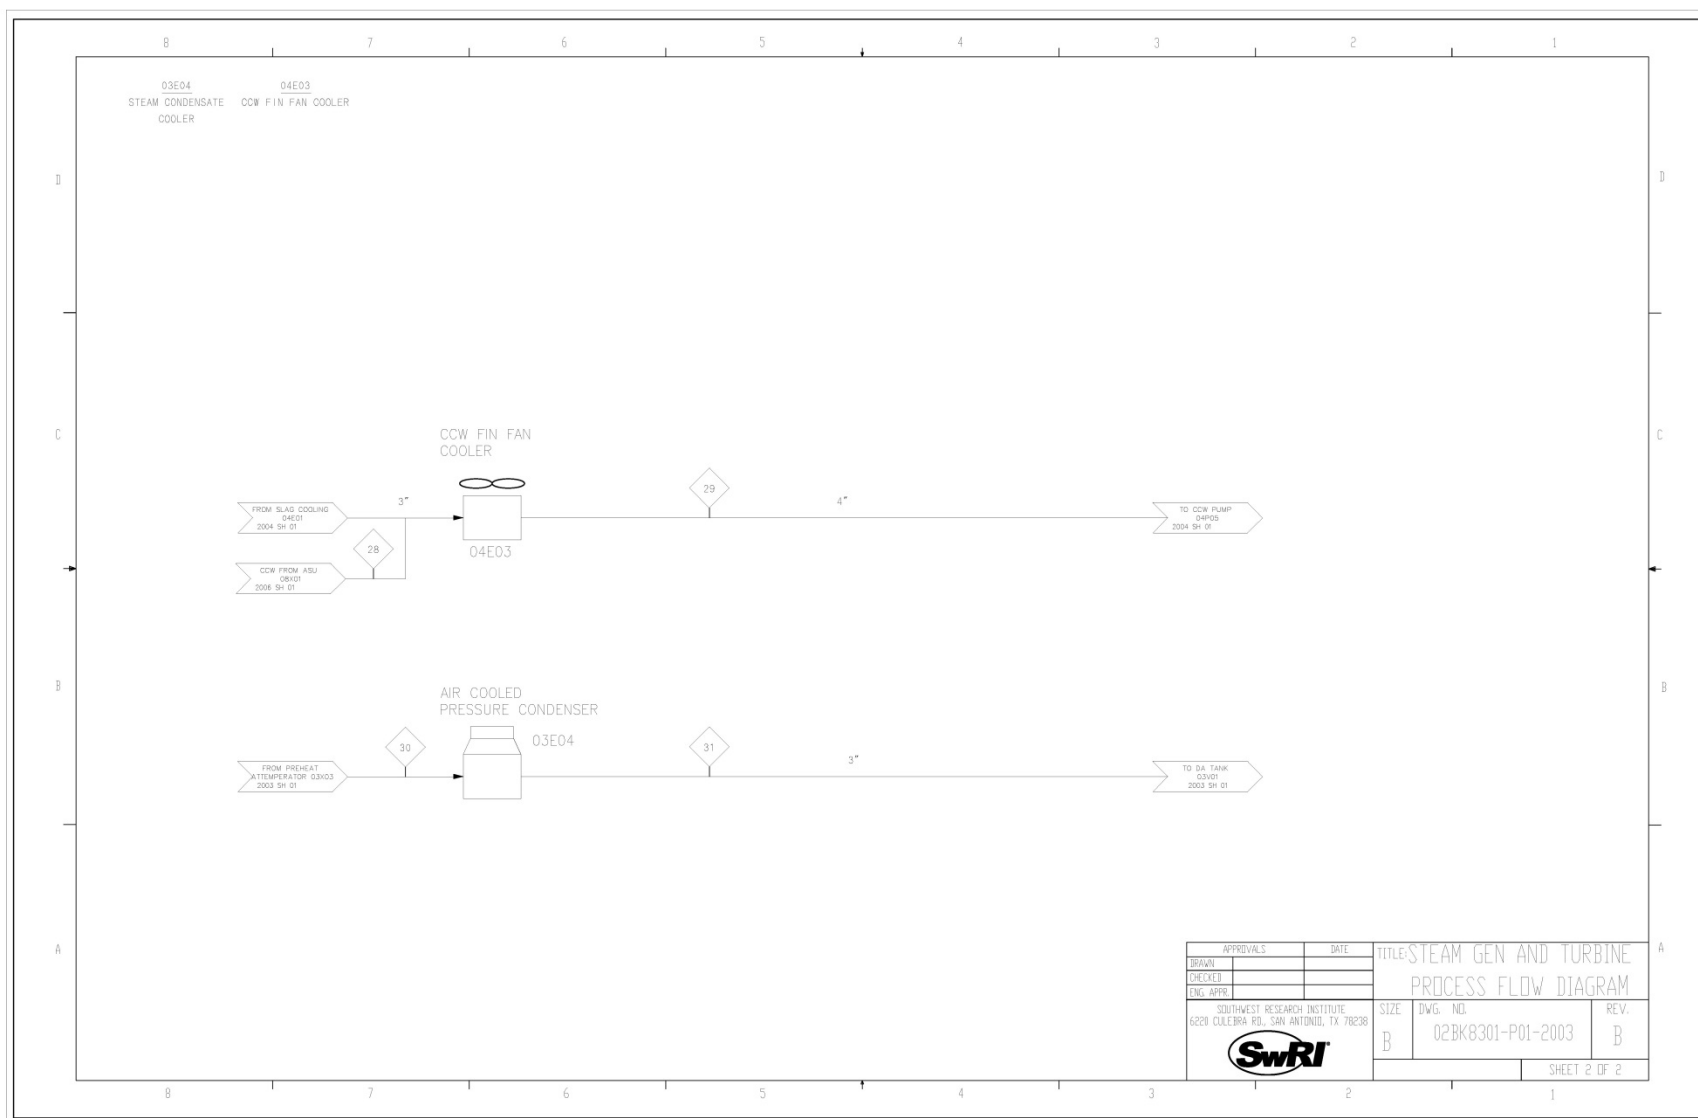 8 7 6 5 4 3 2 1
03E04
STEAM CONDENSATE
COOLER
04E03
CCW FIN FAN COOLER
D D
C C
CCW FIN FAN
COOLER
29
3"
4"
FROM SLAG COOLING
04E01
2004 SH 01
TO CCW PUMP
04P05
2004 SH 01
28
04E03
CCW FROM ASU
08X01
2006 SH 01
B B
AIR COOLED
PRESSURE CONDENSER
03E04
30
31
3"
FROM PREHEAT
ATTEMPERATOR 03X03
2003 SH 01
TO DA TANK
03V01
2003 SH 01
A A
APPROVALS DATE
DRAWN
CHECKED
ENG. APPR.
TITLE: STEAM GEN AND TURBINE
PROCESS FLOW DIAGRAM
SOUTHWEST RESEARCH INSTITUTE
6220 CULEBRA RD., SAN ANTONIO, TX 78238
SwRI
SIZE
B
DWG. NO.
02BK8301-P01-2003
REV.
B
SHEET 2 OF 2
8 7 6 5 4 3 2 1